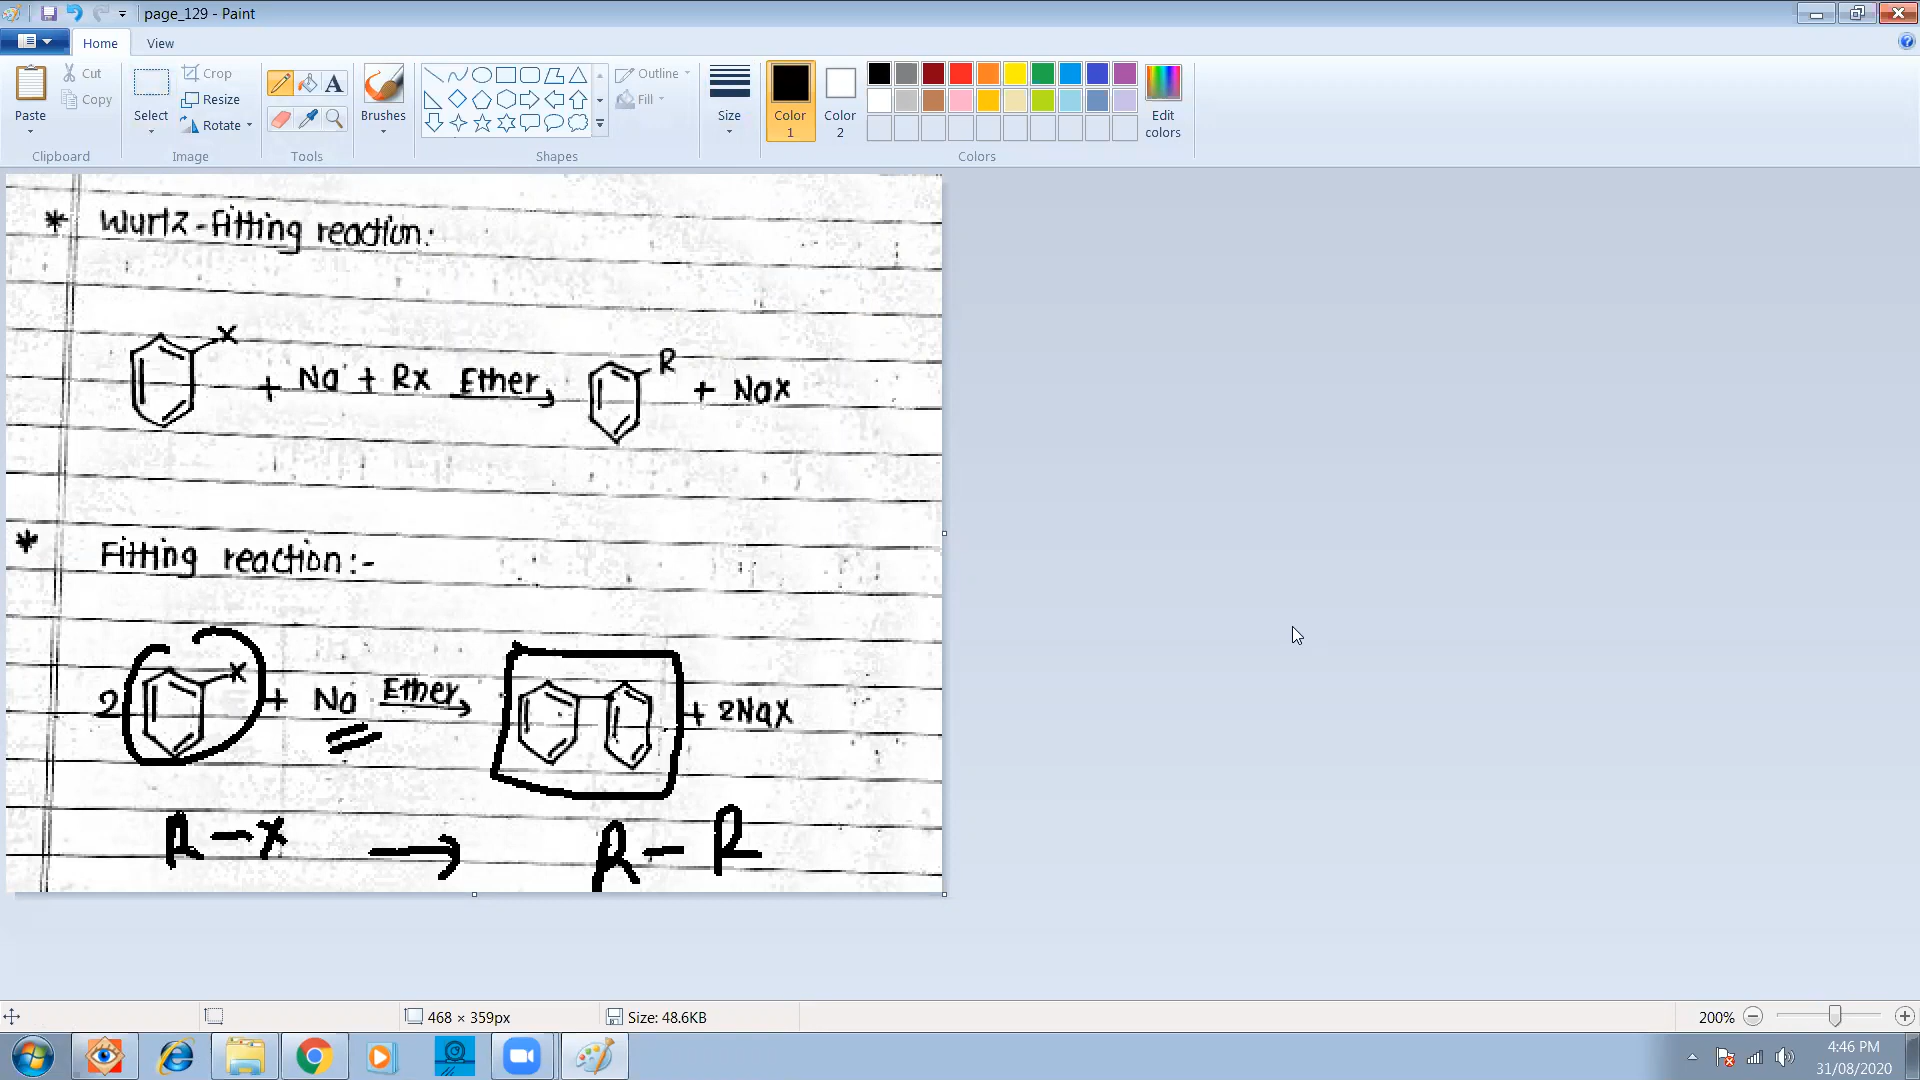 page_129 - Paint
Home View
Paste
Cut
Copy
Clipboard
Select
Crop
Resize
Rotate
Image
A
Tools
Brushes
Shapes
Outline
Fill
Size
Color 1
Color 2
Colors
Edit colors
* Wurtz-Fitting reaction:
X + Na + Rx Ether → R + Nax
* Fitting reaction:-
2 X + Na Ether → + 2NaX
R - X → R - R
468 × 359px
Size: 48.6KB
200%
4:46 PM
31/08/2020